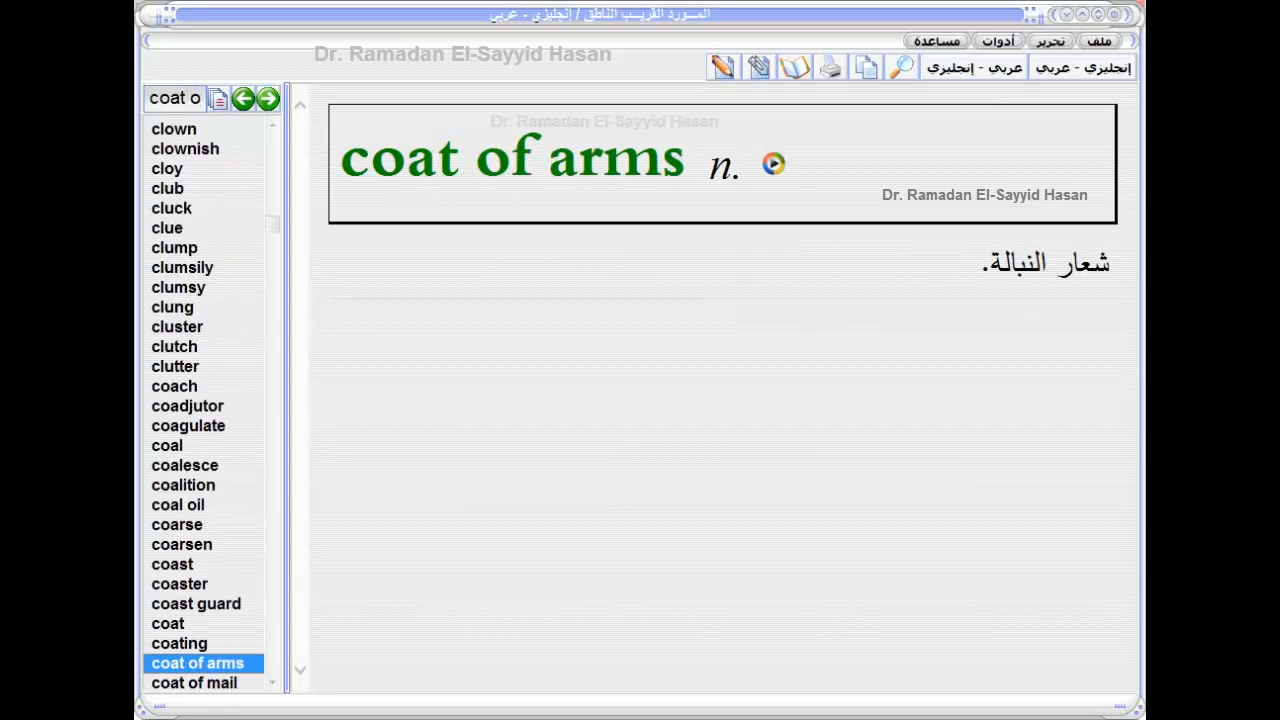 المـــورد القريـــب الناطق / إنجليزي - عربي
ملف
تحرير
أدوات
مساعدة
Dr. Ramadan El-Sayyid Hasan
إنجليزي - عربي
عربي - إنجليزي
coat o
clown
clownish
cloy
club
cluck
clue
clump
clumsily
clumsy
clung
cluster
clutch
clutter
coach
coadjutor
coagulate
coal
coalesce
coalition
coal oil
coarse
coarsen
coast
coaster
coast guard
coat
coating
coat of arms
coat of mail
Dr. Ramadan El-Sayyid Hasan
coat of arms n.
Dr. Ramadan El-Sayyid Hasan
شعار النبالة.